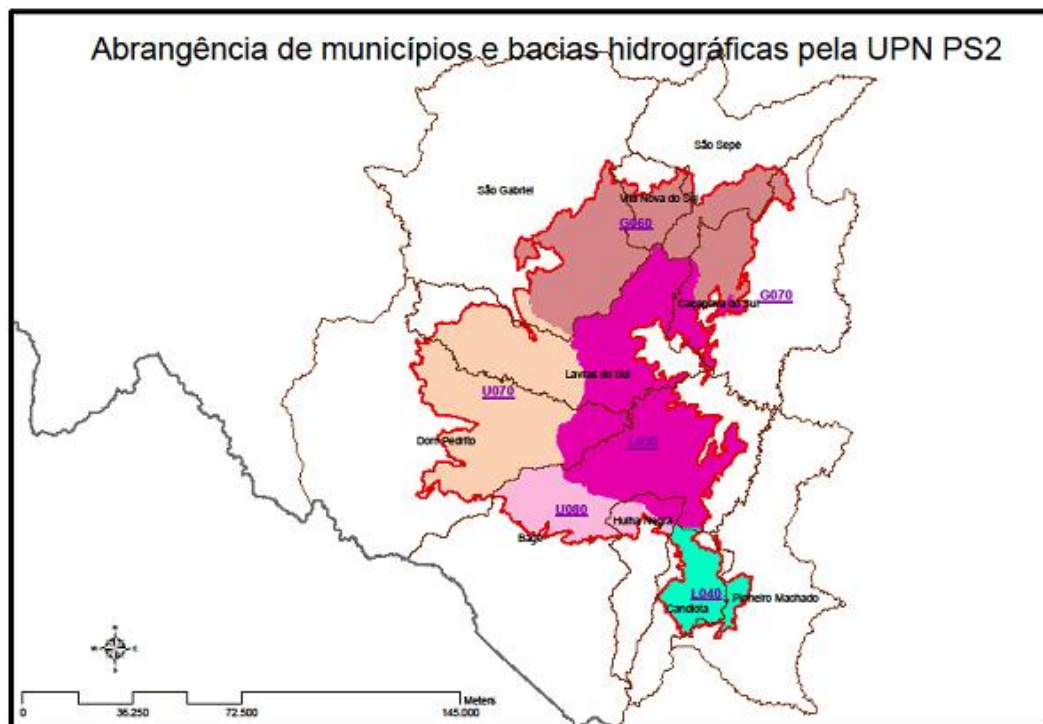 Abrangência de municípios e bacias hidrográficas pela UPN PS2
São Sepé
São Gabriel
Vila Nova do Sul
G060
G070
Caçapava do Sul
Lavras do Sul
U070
Dom Pedrito
L030
U080
Hulha Negra
Bagé
L040
Pinheiro Machado
Candiota
N
W E
S
Meters
0 36.250 72.500 145.000